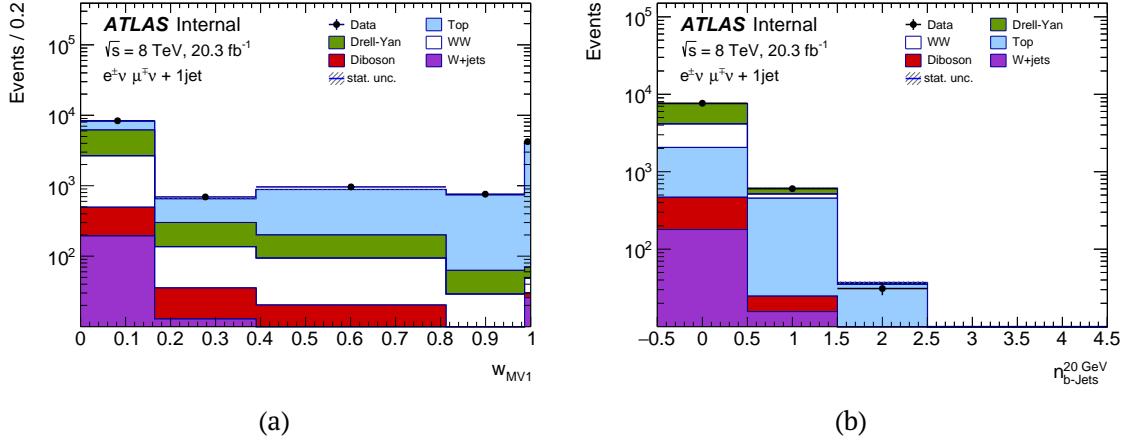 Events / 0.2
10⁵
10⁴
10³
10²
ATLAS Internal
√s = 8 TeV, 20.3 fb⁻¹
e±ν μ∓ν + 1jet
Data
Top
Drell-Yan
WW
Diboson
W+jets
stat. unc.
0 0.1 0.2 0.3 0.4 0.5 0.6 0.7 0.8 0.9 1
w_MV1
(a)
Events
10⁵
10⁴
10³
10²
ATLAS Internal
√s = 8 TeV, 20.3 fb⁻¹
e±ν μ∓ν + 1jet
Data
Drell-Yan
WW
Top
Diboson
W+jets
stat. unc.
−0.5 0 0.5 1 1.5 2 2.5 3 3.5 4 4.5
n_b-Jets^20 GeV
(b)